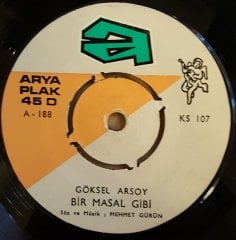 ARYA
PLAK
45 D
A - 188
KS 107
GÖKSEL ARSOY
BİR MASAL GİBİ
Söz ve Müzik : MEHMET GÜRÜN